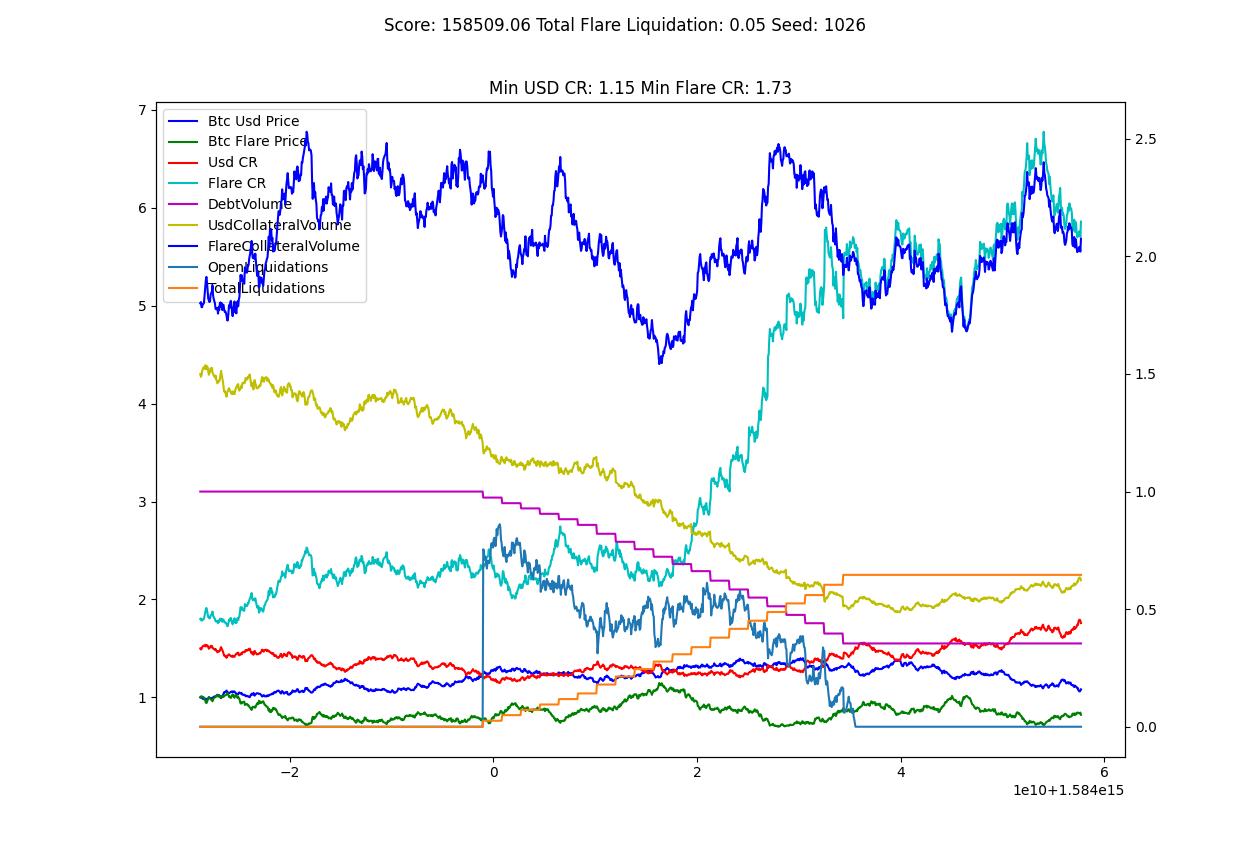 Score: 158509.06 Total Flare Liquidation: 0.05 Seed: 1026
Min USD CR: 1.15 Min Flare CR: 1.73
7
6
5
4
3
2
1
Btc Usd Price
Btc Flare Price
Usd CR
Flare CR
DebtVolume
UsdCollateralVolume
FlareCollateralVolume
OpenLiquidations
TotalLiquidations
2.5
2.0
1.5
1.0
0.5
0.0
−2
0
2
4
6
1e10+1.584e15